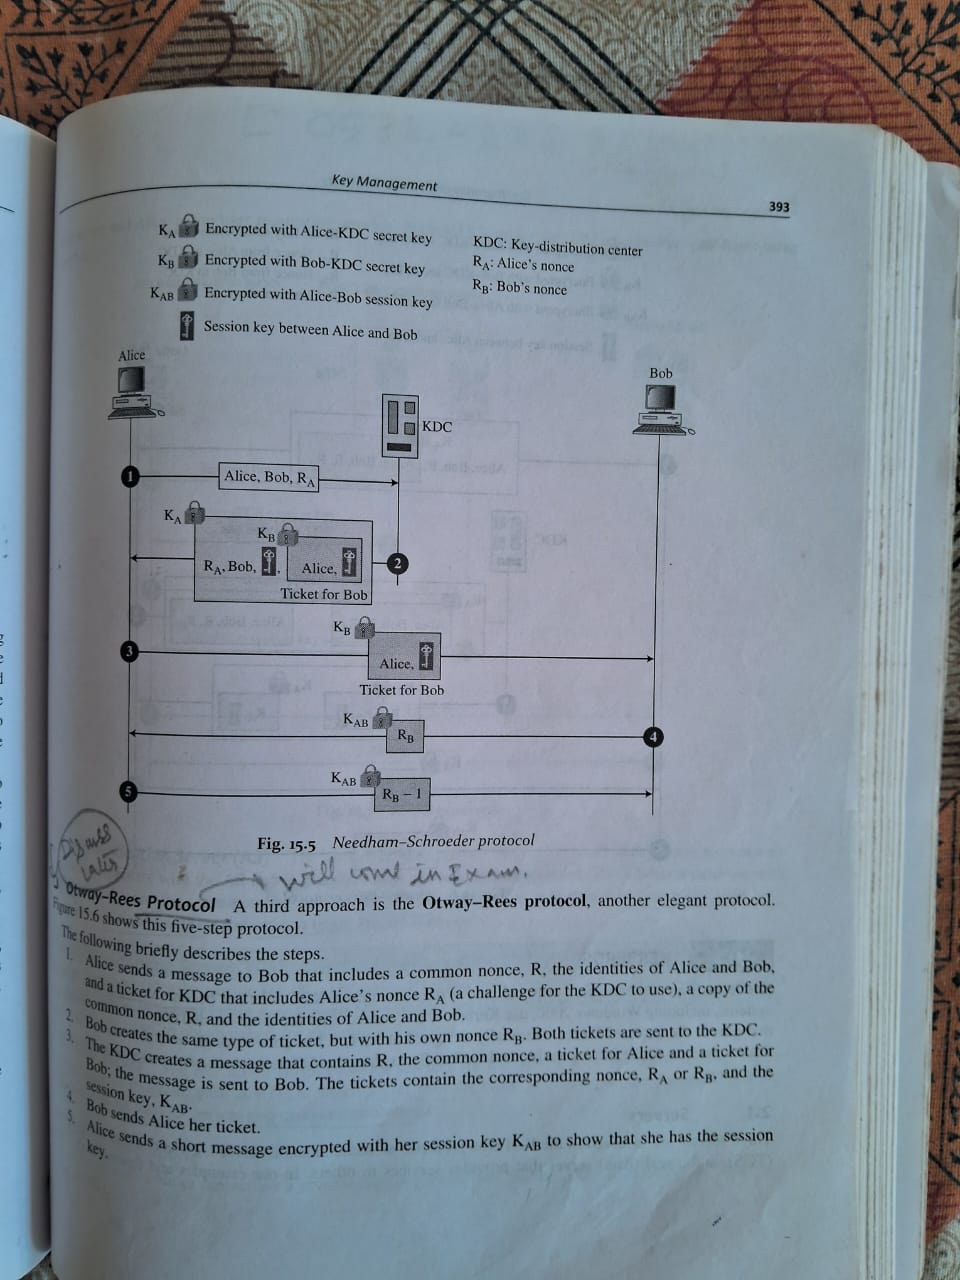 Key Management
393
K_A Encrypted with Alice-KDC secret key
K_B Encrypted with Bob-KDC secret key
K_AB Encrypted with Alice-Bob session key
Session key between Alice and Bob
KDC: Key-distribution center
R_A: Alice's nonce
R_B: Bob's nonce
Alice
Bob
KDC
1
Alice, Bob, R_A
K_A
K_B
R_A, Bob, , Alice,
2
Ticket for Bob
K_B
3
Alice,
Ticket for Bob
K_AB
R_B
4
K_AB
5
R_B – 1
Fig. 15.5 Needham–Schroeder protocol
Discuss
Later
will come in Exam.
Otway–Rees Protocol A third approach is the Otway–Rees protocol, another elegant protocol.
Figure 15.6 shows this five-step protocol.
The following briefly describes the steps.
1. Alice sends a message to Bob that includes a common nonce, R, the identities of Alice and Bob,
and a ticket for KDC that includes Alice's nonce R_A (a challenge for the KDC to use), a copy of the
common nonce, R, and the identities of Alice and Bob.
2. Bob creates the same type of ticket, but with his own nonce R_B. Both tickets are sent to the KDC.
3. The KDC creates a message that contains R, the common nonce, a ticket for Alice and a ticket for
Bob; the message is sent to Bob. The tickets contain the corresponding nonce, R_A or R_B, and the
session key, K_AB.
4. Bob sends Alice her ticket.
5. Alice sends a short message encrypted with her session key K_AB to show that she has the session
key.